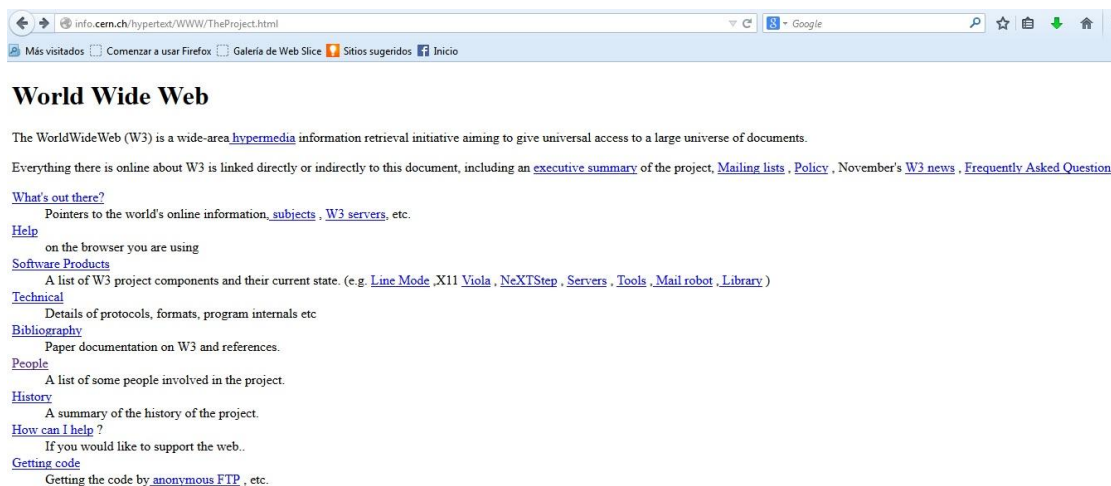 info.cern.ch/hypertext/WWW/TheProject.html Google
Más visitados Comenzar a usar Firefox Galería de Web Slice Sitios sugeridos Inicio
World Wide Web
The WorldWideWeb (W3) is a wide-area hypermedia information retrieval initiative aiming to give universal access to a large universe of documents.
Everything there is online about W3 is linked directly or indirectly to this document, including an executive summary of the project, Mailing lists , Policy , November's W3 news , Frequently Asked Question
What's out there?
Pointers to the world's online information, subjects , W3 servers, etc.
Help
on the browser you are using
Software Products
A list of W3 project components and their current state. (e.g. Line Mode ,X11 Viola , NeXTStep , Servers , Tools , Mail robot , Library )
Technical
Details of protocols, formats, program internals etc
Bibliography
Paper documentation on W3 and references.
People
A list of some people involved in the project.
History
A summary of the history of the project.
How can I help ?
If you would like to support the web..
Getting code
Getting the code by anonymous FTP , etc.